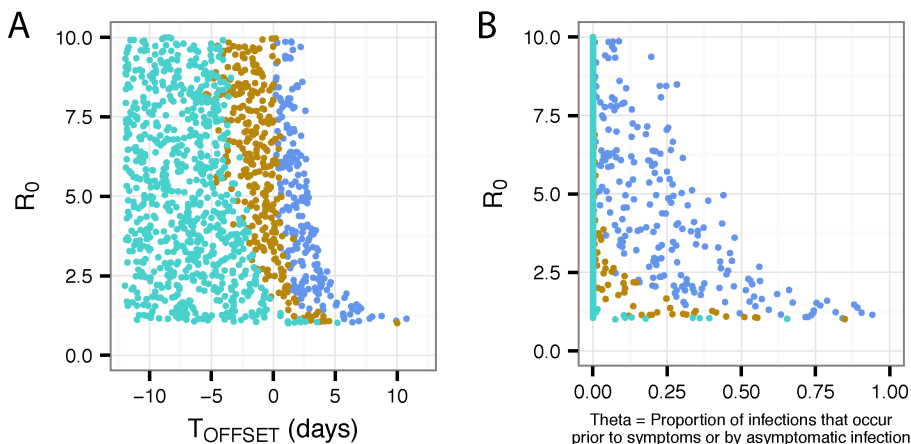 A
10.0
7.5
5.0
2.5
0.0
R0
−10
−5
0
5
10
TOFFSET (days)
B
10.0
7.5
5.0
2.5
0.0
R0
0.00
0.25
0.50
0.75
1.00
Theta = Proportion of infections that occur
prior to symptoms or by asymptomatic infection